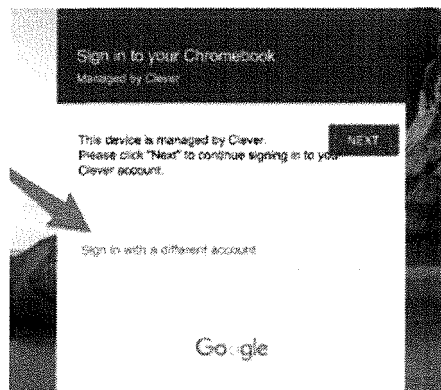 Sign in to your Chromebook
Managed by Clever
This device is managed by Clever.
NEXT
Please click "Next" to continue signing in to you
Clever account.
Sign in with a different account
Google